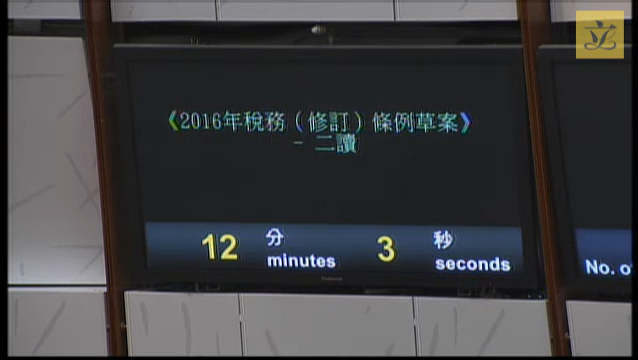 《2016年稅務（修訂）條例草案》
- 二讀
12 分 minutes 3 秒 seconds
No. o
Panasonic